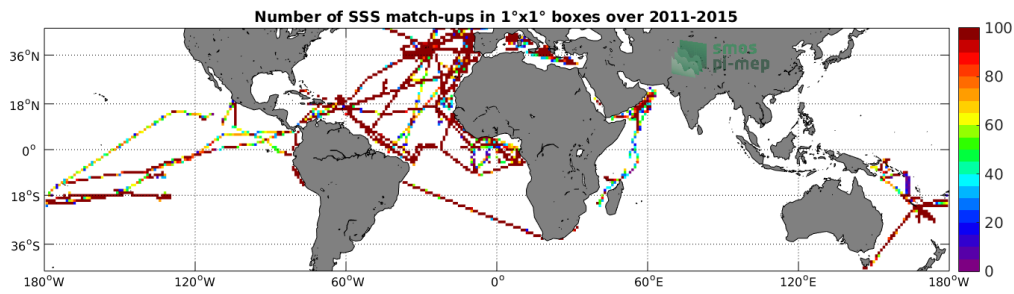 Number of SSS match-ups in 1°x1° boxes over 2011-2015
smos
pi-mep
36°N
18°N
0°
18°S
36°S
180°W 120°W 60°W 0° 60°E 120°E 180°W
100
80
60
40
20
0